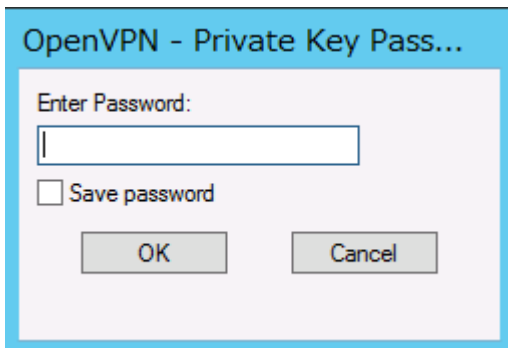 OpenVPN - Private Key Pass...
Enter Password:
Save password
OK Cancel